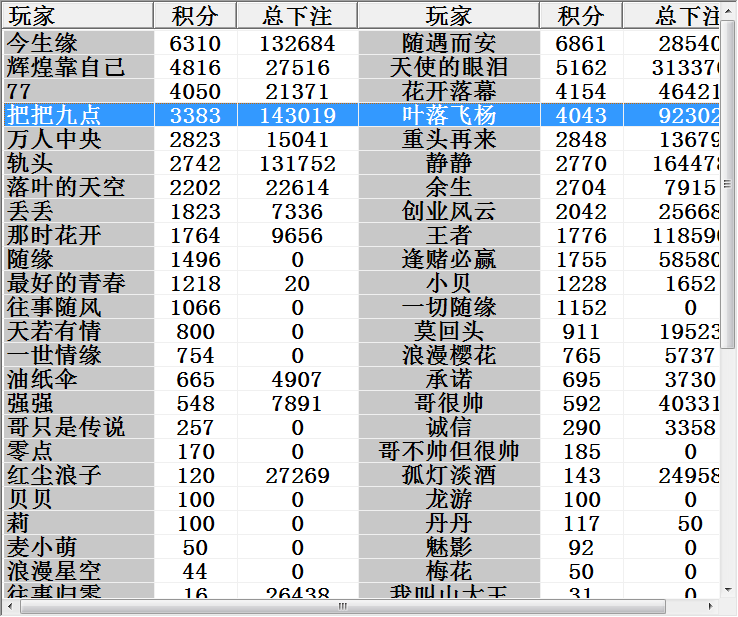 玩家 积分 总下注 玩家 积分 总下注
今生缘 6310 132684 随遇而安 6861 28540
辉煌靠自己 4816 27516 天使的眼泪 5162
77 4050 21371 花开落幕 4154 46421
把把九点 3383 143019 叶落飞杨 4043 92302
万人中央 2823 15041 重头再来 2848 13679
轨头 2742 131752 静静 2770 164478
落叶的天空 2202 22614 余生 2704 7915
丢丢 1823 7336 创业风云 2042 25668
那时花开 1764 9656 王者 1776
随缘 1496 0 逢赌必赢 1755 58580
最好的青春 1218 20 小贝 1228 1652
往事随风 1066 0 一切随缘 1152 0
天若有情 800 0 莫回头 911 19523
一世情缘 754 0 浪漫樱花 765 5737
油纸伞 665 4907 承诺 695 3730
强强 548 7891 哥很帅 592 40331
哥只是传说 257 0 诚信 290 3358
零点 170 0 哥不帅但很帅 185 0
红尘浪子 120 27269 孤灯淡酒 143 24958
贝贝 100 0 龙游 100 0
莉 100 0 丹丹 117 50
麦小萌 50 0 魅影 92 0
浪漫星空 44 0 梅花 50 0
往事归零 16 26438 我叫山大王 31 0